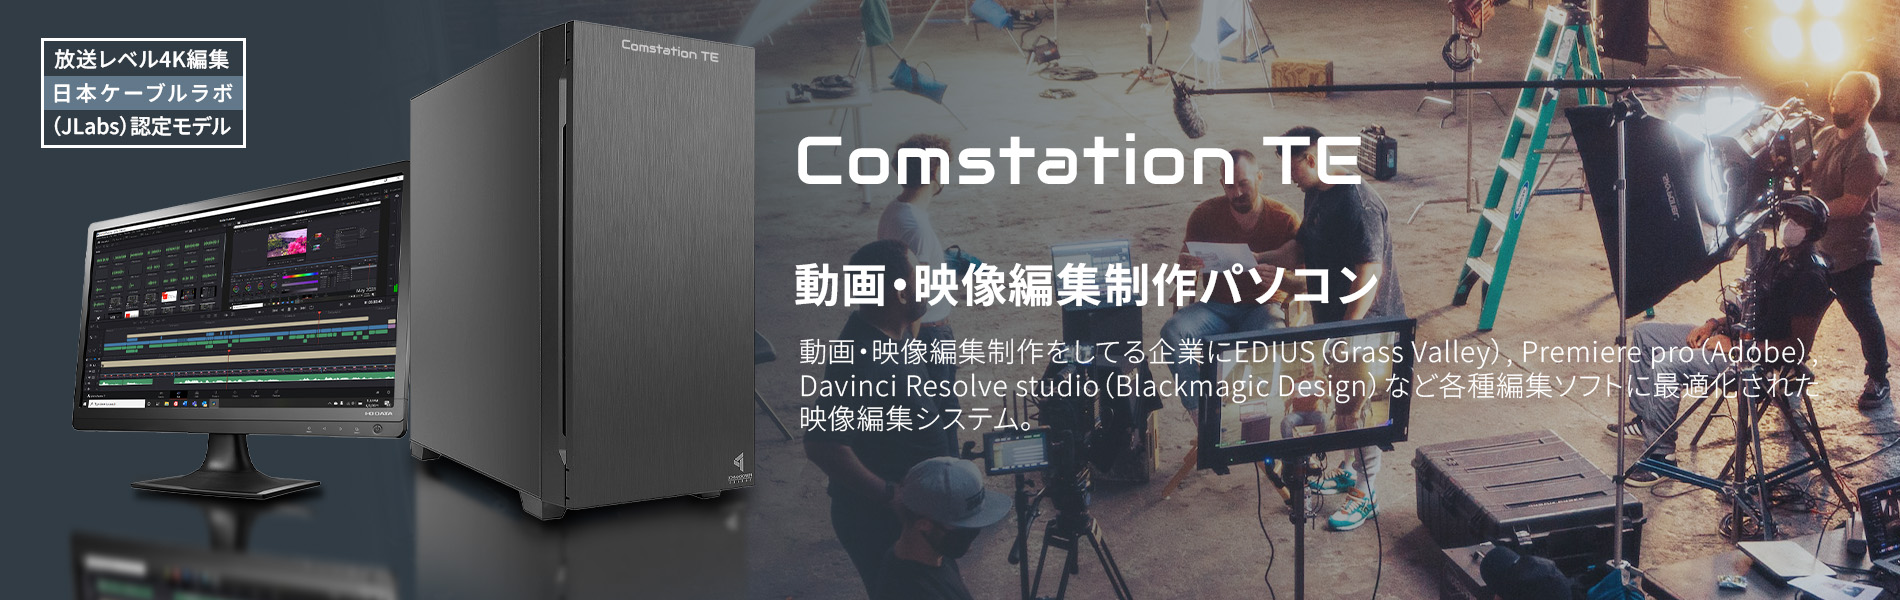 放送レベル4K編集
日本ケーブルラボ
(JLabs)認定モデル
Comstation TE
Comstation TE
動画・映像編集制作パソコン
動画・映像編集制作をしてる企業にEDIUS (Grass Valley) , Premiere pro (Adobe) ,
Davinci Resolve studio (Blackmagic Design) など各種編集ソフトに最適化された
映像編集システム。
I-O DATA